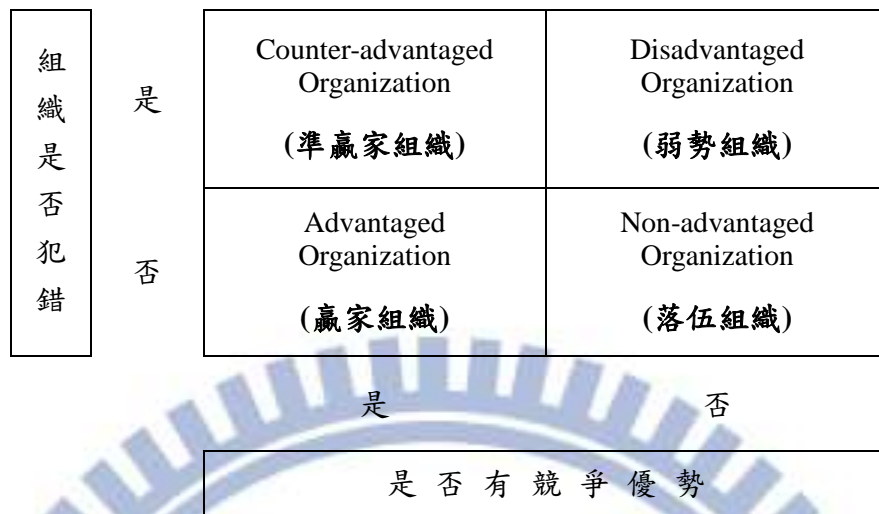 組織是否犯錯
是
Counter-advantaged
Organization
(準贏家組織)
Disadvantaged
Organization
(弱勢組織)
否
Advantaged
Organization
(贏家組織)
Non-advantaged
Organization
(落伍組織)
是 否
是否有競爭優勢